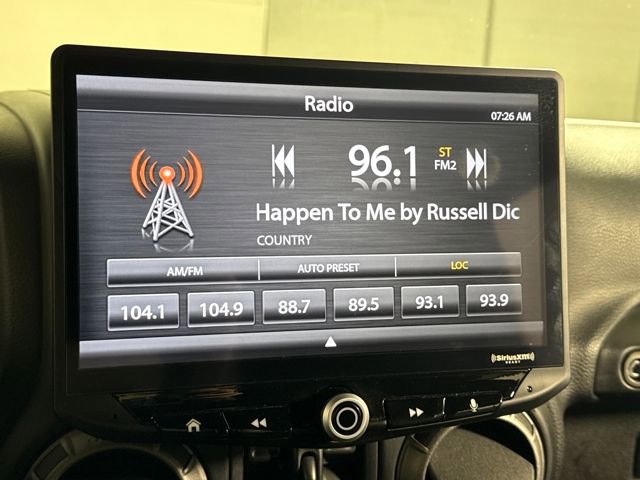 Radio
07:26 AM
96.1
ST
FM2
Happen To Me by Russell Dic
COUNTRY
AM/FM AUTO PRESET LOC
104.1 104.9 88.7 89.5 93.1 93.9
SiriusXM
READY